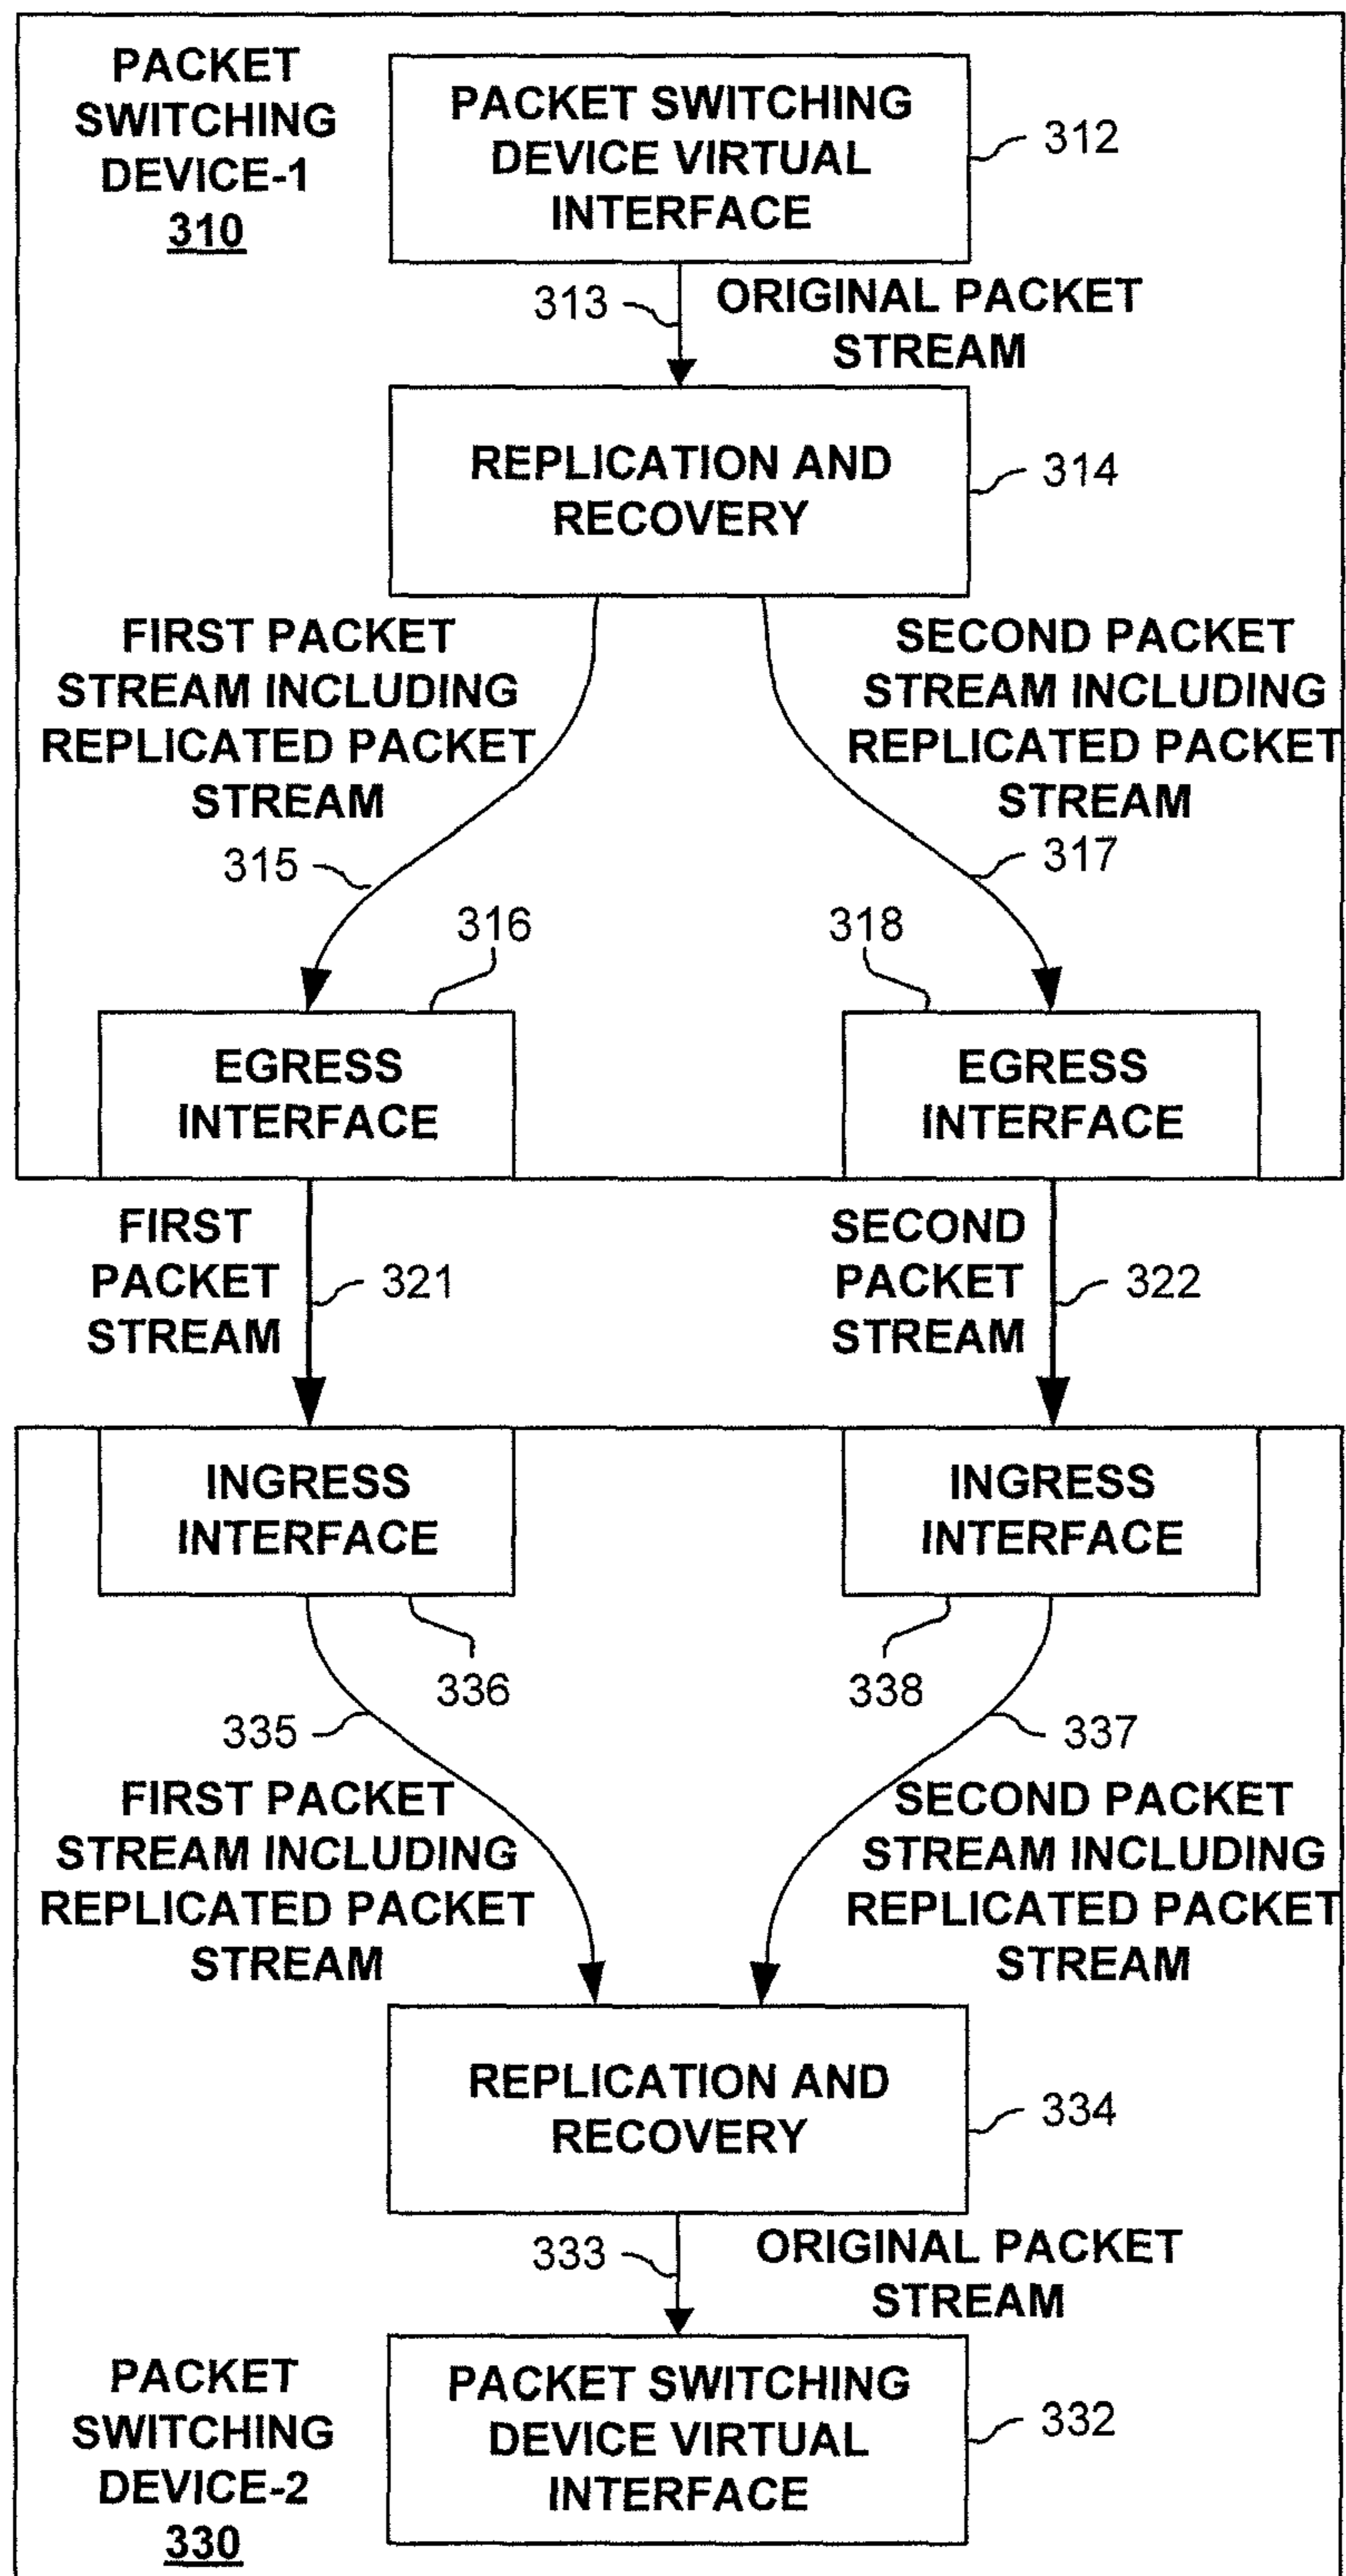 PACKET
SWITCHING
DEVICE-1
310
PACKET SWITCHING
DEVICE VIRTUAL
INTERFACE
312
313
ORIGINAL PACKET
STREAM
REPLICATION AND
RECOVERY
314
FIRST PACKET
STREAM INCLUDING
REPLICATED PACKET
STREAM
315
SECOND PACKET
STREAM INCLUDING
REPLICATED PACKET
STREAM
317
316
318
EGRESS
INTERFACE
EGRESS
INTERFACE
FIRST
PACKET
STREAM
321
SECOND
PACKET
STREAM
322
INGRESS
INTERFACE
INGRESS
INTERFACE
336
338
335
337
FIRST PACKET
STREAM INCLUDING
REPLICATED PACKET
STREAM
SECOND PACKET
STREAM INCLUDING
REPLICATED PACKET
STREAM
REPLICATION AND
RECOVERY
334
333
ORIGINAL PACKET
STREAM
PACKET
SWITCHING
DEVICE-2
330
PACKET SWITCHING
DEVICE VIRTUAL
INTERFACE
332